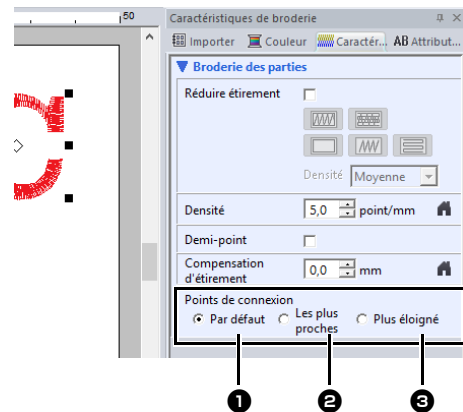 50
Caractéristiques de broderie
Importer Couleur Caractér... AB Attribut...
Broderie des parties
Réduire étirement
Densité Moyenne
Densité 5,0 point/mm
Demi-point
Compensation
d'étirement 0,0 mm
Points de connexion
Par défaut Les plus proches Plus éloigné
1 2 3